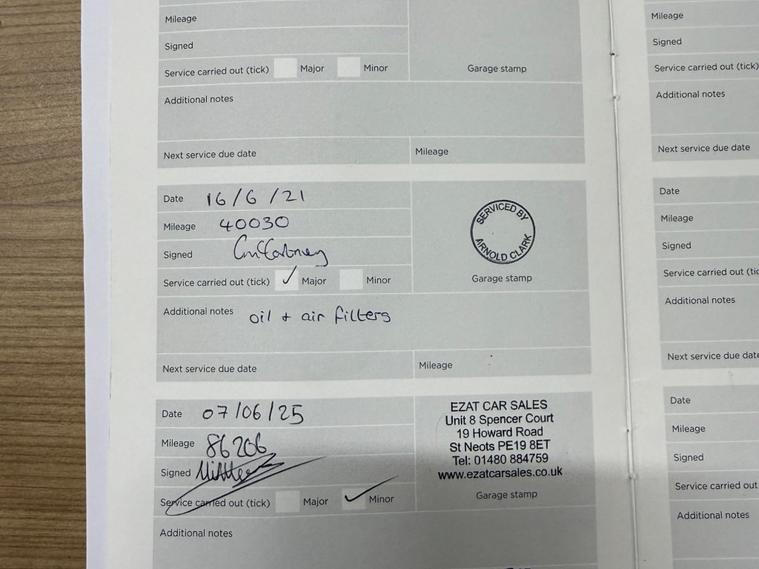 Mileage
Signed
Service carried out (tick) Major Minor
Garage stamp
Additional notes
Next service due date Mileage
Date 16/6/21
Mileage 40030
Signed
SERVICED BY
ARNOLD CLARK
Service carried out (tick) ✓ Major Minor
Garage stamp
Additional notes oil + air filters
Next service due date Mileage
Date 07/06/25
Mileage 86206
Signed
Service carried out (tick) Major ✓ Minor
EZAT CAR SALES
Unit 8 Spencer Court
19 Howard Road
St Neots PE19 8ET
Tel: 01480 884759
www.ezatcarsales.co.uk
Garage stamp
Additional notes
Mileage
Signed
Service carried out (tick)
Additional notes
Next service due date
Date
Mileage
Signed
Service carried out (tic
Additional notes
Next service due date
Date
Mileage
Signed
Service carried out
Additional notes